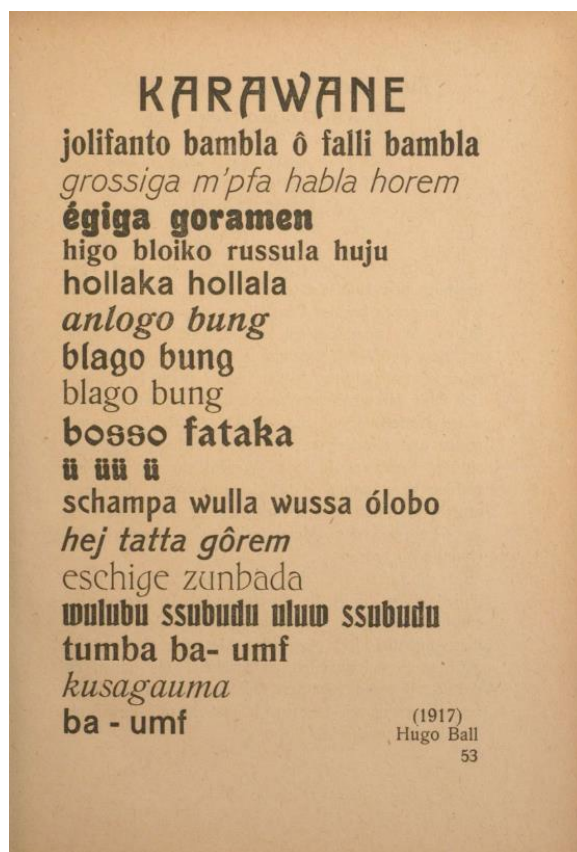 KARAWANE
jolifanto bambla ô falli bambla
grossiga m'pfa habla horem
égiga goramen
higo bloiko russula huju
hollaka hollala
anlogo bung
blago bung
blago bung
bosso fataka
ü üü ü
schampa wulla wussa ólobo
hej tatta gôrem
eschige zunbada
wulubu ssubudu uluw ssubudu
tumba ba- umf
kusagauma
ba - umf
(1917)
Hugo Ball
53